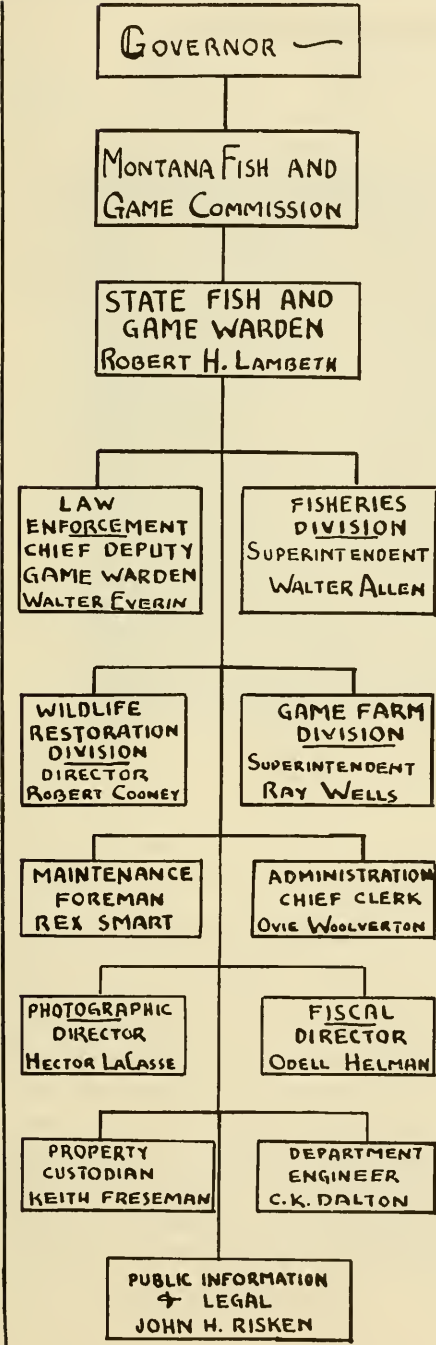 GOVERNOR
MONTANA FISH AND
GAME COMMISSION
STATE FISH AND
GAME WARDEN
ROBERT H. LAMBETH
LAW
ENFORCEMENT
CHIEF DEPUTY
GAME WARDEN
WALTER EVERIN
FISHERIES
DIVISION
SUPERINTENDENT
WALTER ALLEN
WILDLIFE
RESTORATION
DIVISION
DIRECTOR
ROBERT COONEY
GAME FARM
DIVISION
SUPERINTENDENT
RAY WELLS
MAINTENANCE
FOREMAN
REX SMART
ADMINISTRATION
CHIEF CLERK
OVIE WOOLVERTON
PHOTOGRAPHIC
DIRECTOR
HECTOR LACASSE
FISCAL
DIRECTOR
ODELL HELMAN
PROPERTY
CUSTODIAN
KEITH FRESEMAN
DEPARTMENT
ENGINEER
C.K. DALTON
PUBLIC INFORMATION
+ LEGAL
JOHN H. RISKEN